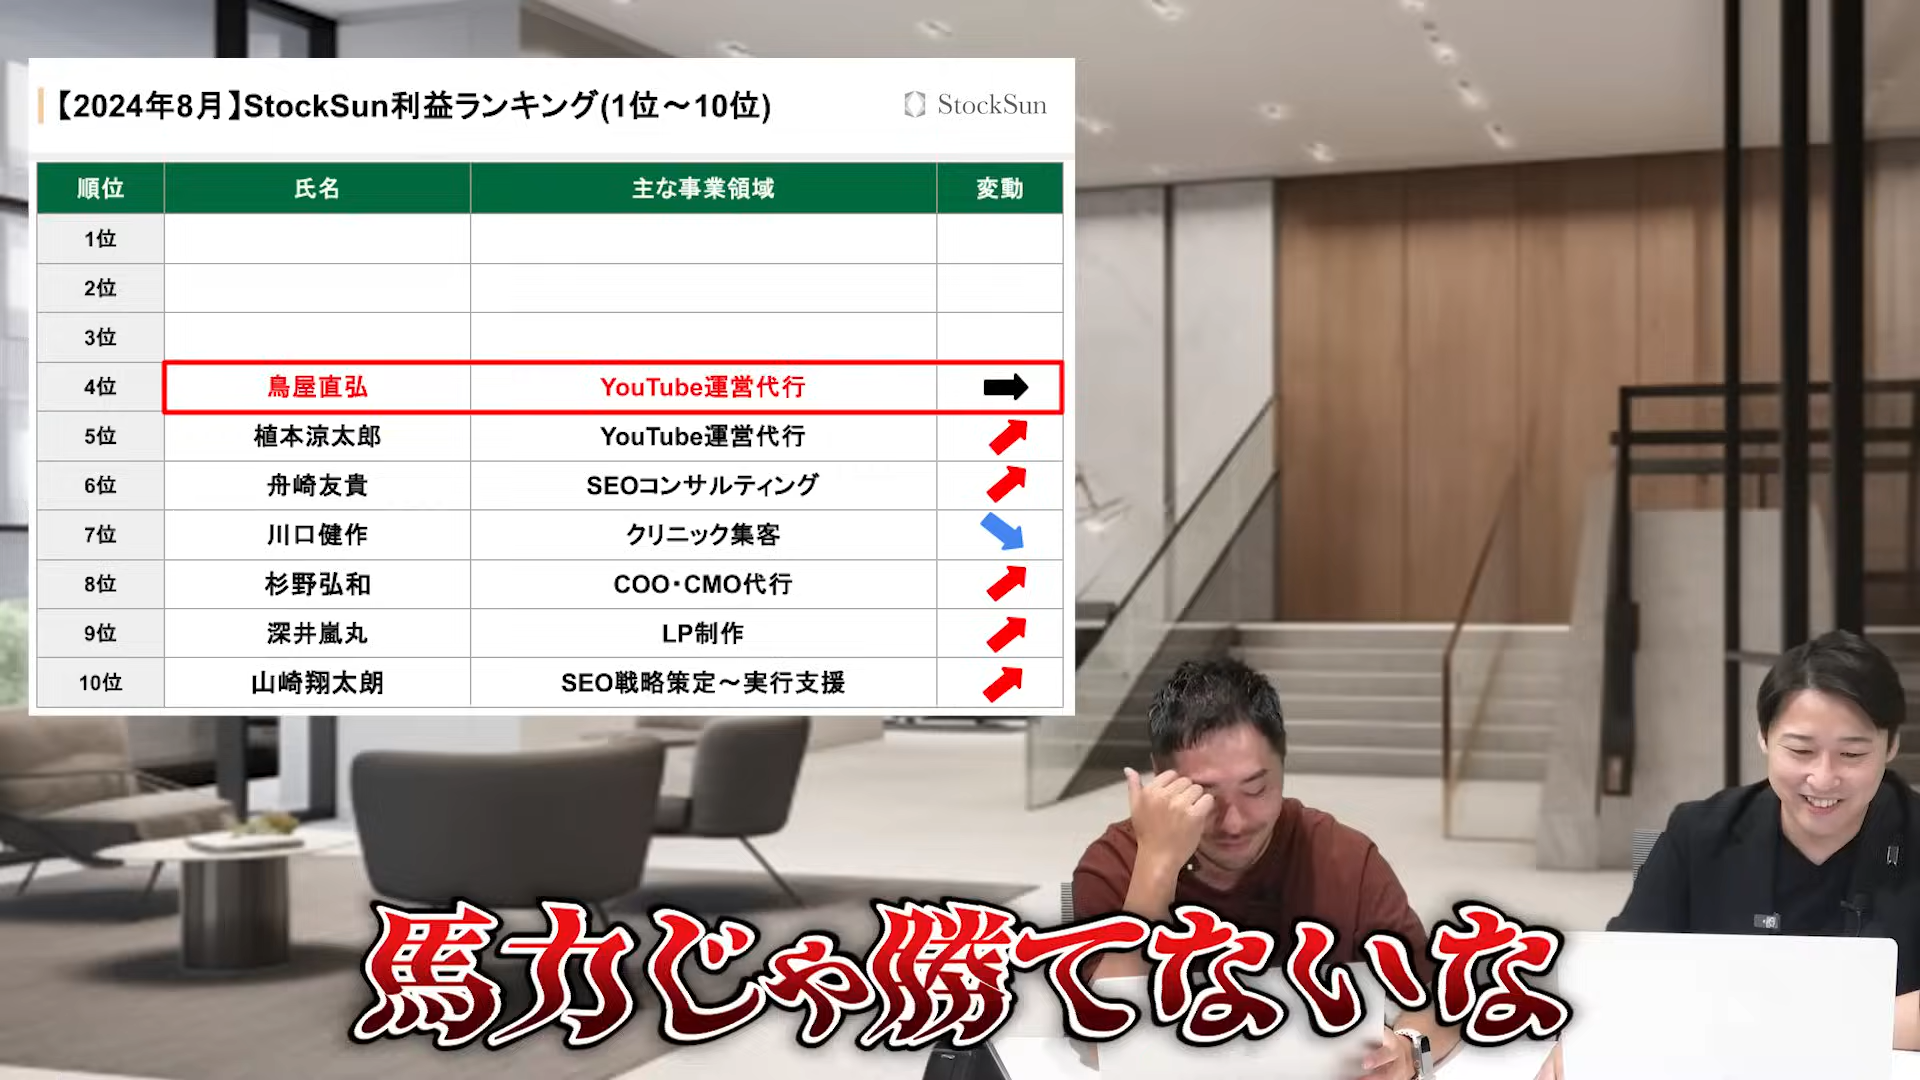 【2024年8月】StockSun利益ランキング(1位～10位)
StockSun
順位 氏名 主な事業領域 変動
1位
2位
3位
4位 鳥屋直弘 YouTube運営代行
5位 植本涼太郎 YouTube運営代行
6位 舟崎友貴 SEOコンサルティング
7位 川口健作 クリニック集客
8位 杉野弘和 COO・CMO代行
9位 深井嵐丸 LP制作
10位 山崎翔太朗 SEO戦略策定～実行支援
馬力じゃ勝てないな